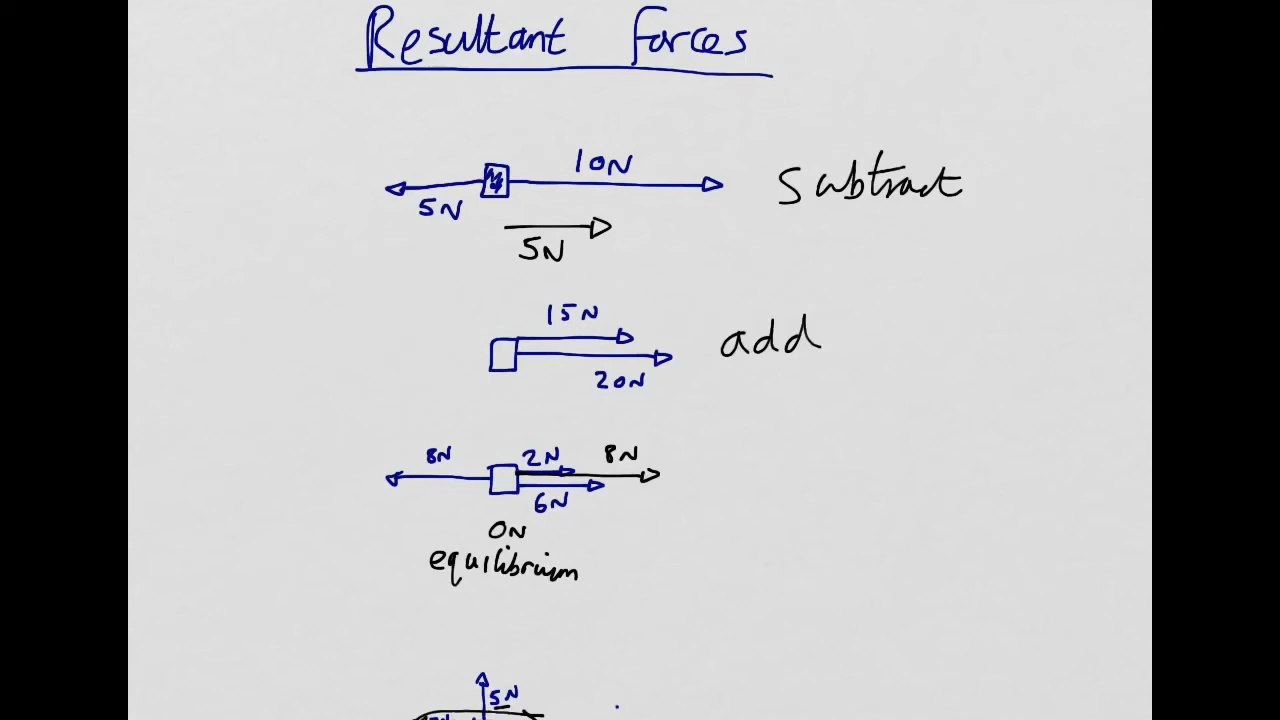 Resultant forces
10N
5N
subtract
5N
15N
add
20N
8N
2N
8N
6N
0N
equilibrium
5N